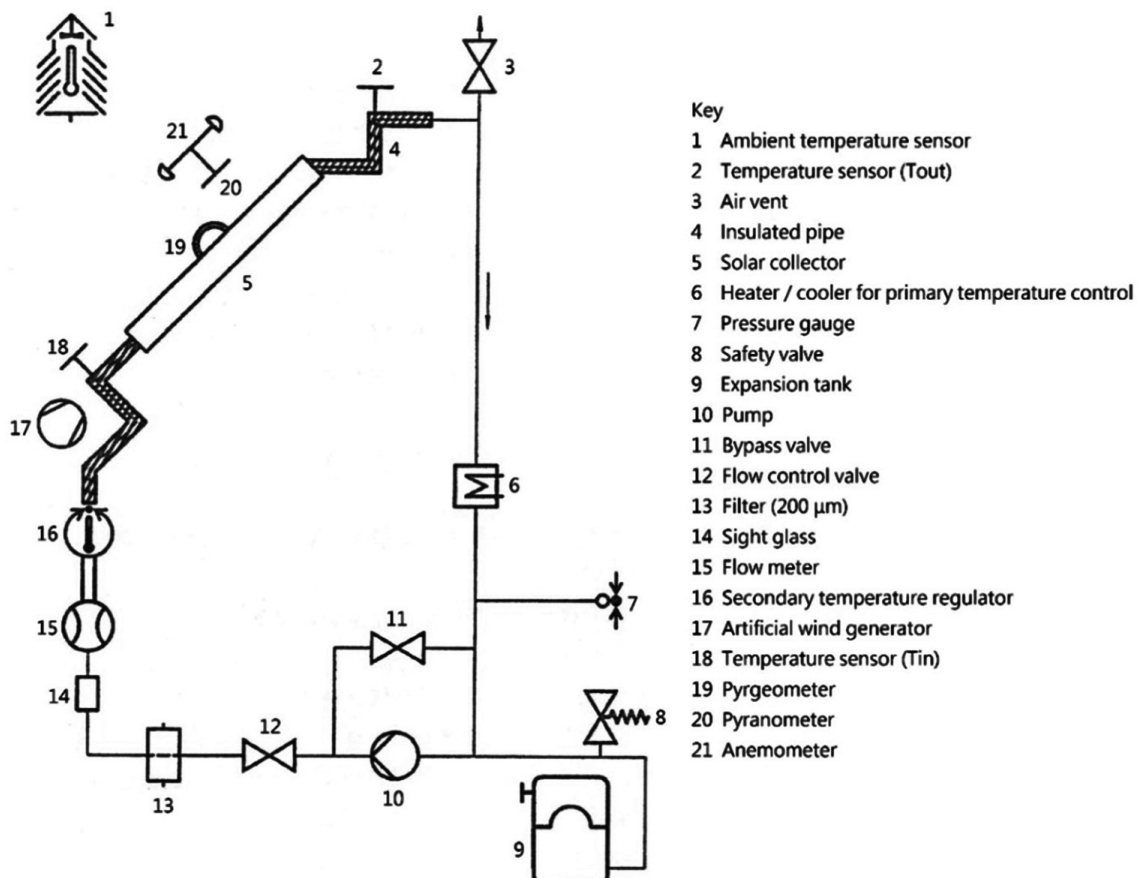 1
2
3
21
4
20
19
5
18
17
6
16
7
11
15
14
12
8
13
10
9
Key
1 Ambient temperature sensor
2 Temperature sensor (Tout)
3 Air vent
4 Insulated pipe
5 Solar collector
6 Heater / cooler for primary temperature control
7 Pressure gauge
8 Safety valve
9 Expansion tank
10 Pump
11 Bypass valve
12 Flow control valve
13 Filter (200 µm)
14 Sight glass
15 Flow meter
16 Secondary temperature regulator
17 Artificial wind generator
18 Temperature sensor (Tin)
19 Pyrgeometer
20 Pyranometer
21 Anemometer